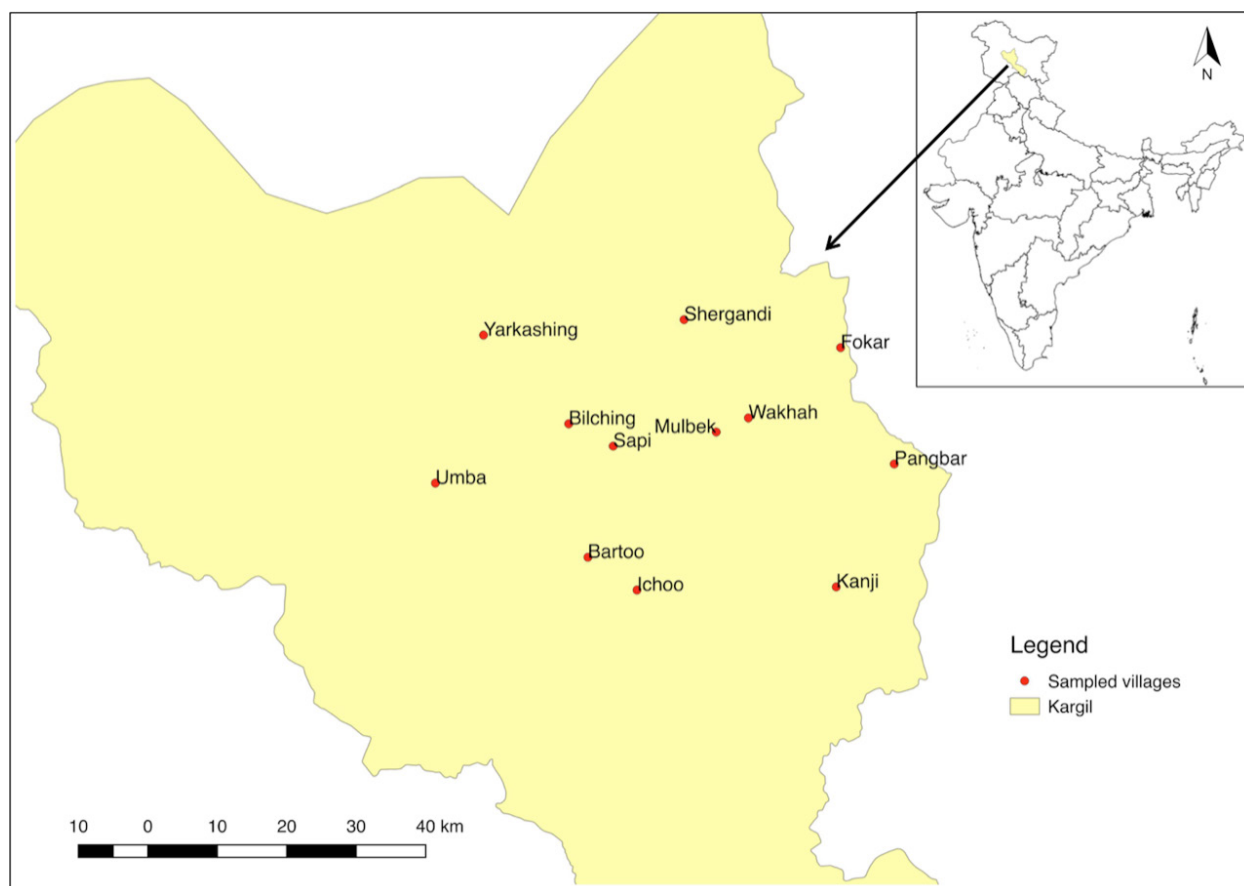 N
Shergandi
Yarkashing
Fokar
Wakhah
Bilching
Mulbek
Sapi
Pangbar
Umba
Bartoo
Ichoo
Kanji
Legend
Sampled villages
Kargil
10 0 10 20 30 40 km